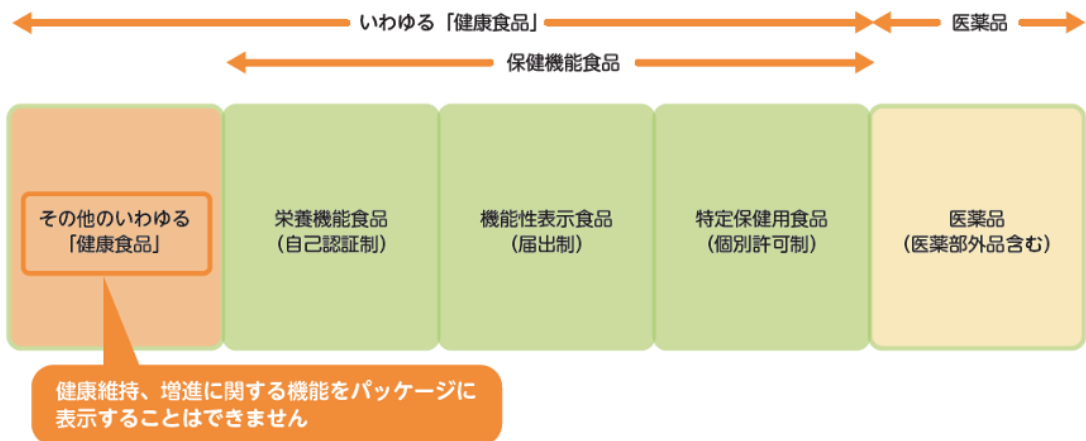 いわゆる「健康食品」
医薬品
保健機能食品
その他のいわゆる
「健康食品」
栄養機能食品
（自己認証制）
機能性表示食品
（届出制）
特定保健用食品
（個別許可制）
医薬品
（医薬部外品含む）
健康維持、増進に関する機能をパッケージに
表示することはできません